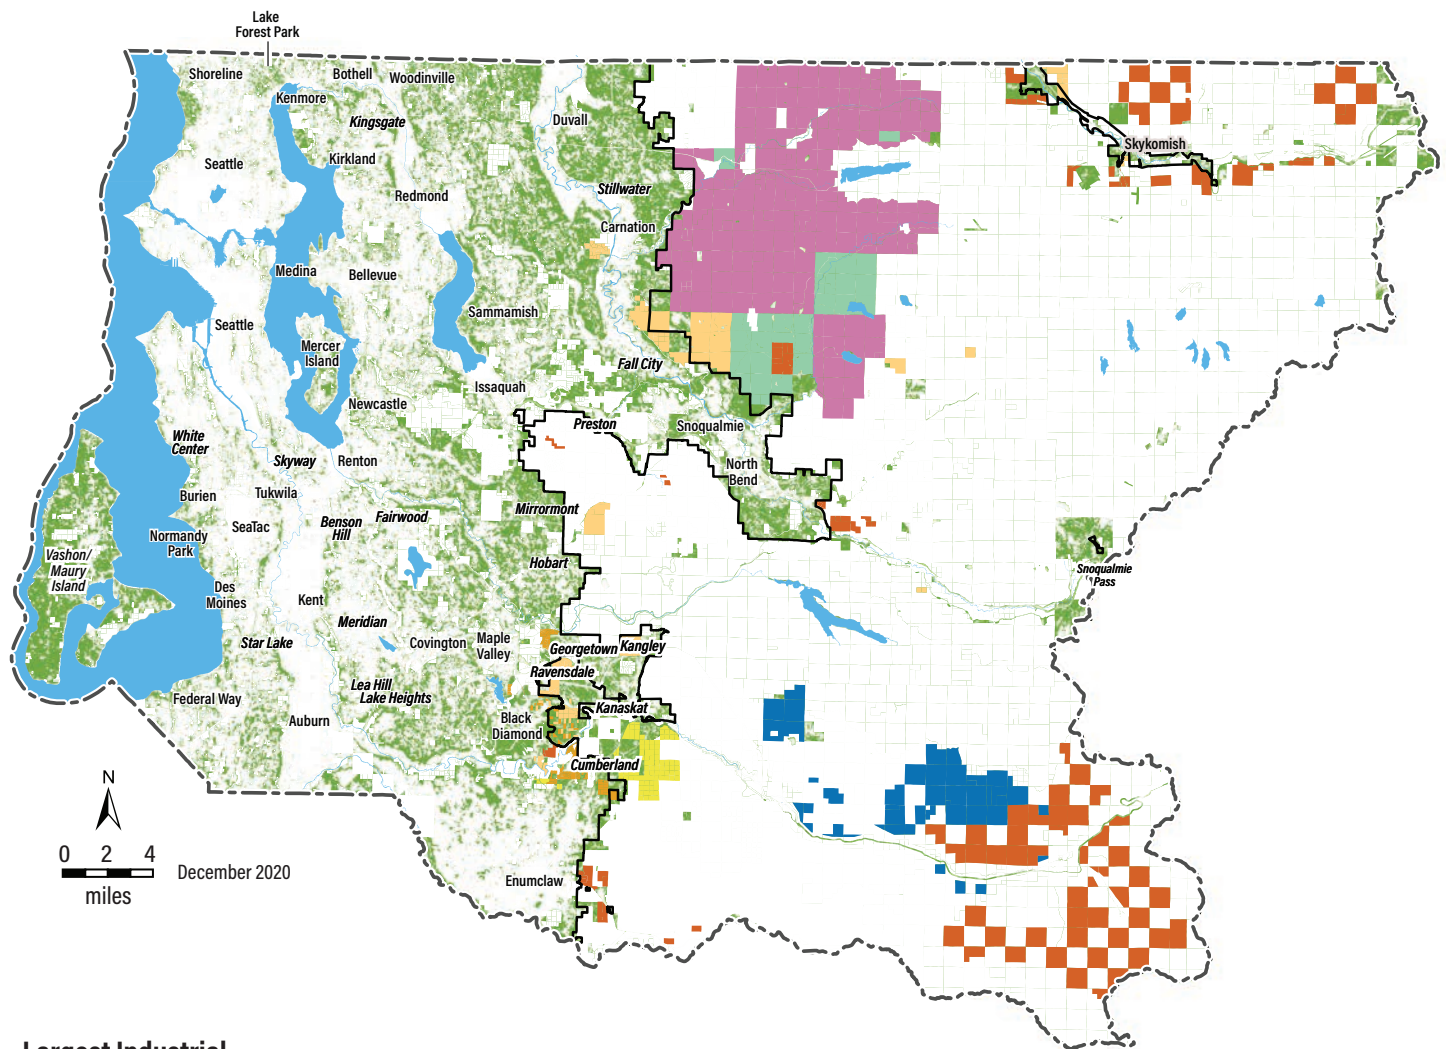 Lake
Forest Park
Shoreline
Bothell
Woodinville
Kenmore
Kingsgate
Duvall
Seattle
Kirkland
Skykomish
Redmond
Stillwater
Carnation
Medina
Bellevue
Sammamish
Seattle
Mercer
Island
Fall City
Issaquah
Newcastle
Preston
Snoqualmie
White
Center
Skyway
Renton
North
Bend
Burien
Tukwila
Mirrormont
SeaTac
Benson
Hill
Fairwood
Normandy
Park
Vashon/
Maury
Island
Hobart
Snoqualmie
Pass
Des
Moines
Kent
Meridian
Star Lake
Covington
Maple
Valley
Georgetown
Kangley
Ravensdale
Federal Way
Lea Hill
Lake Heights
Kanaskat
Auburn
Black
Diamond
Cumberland
N
0 2 4
miles
December 2020
Enumclaw
Largest Industrial